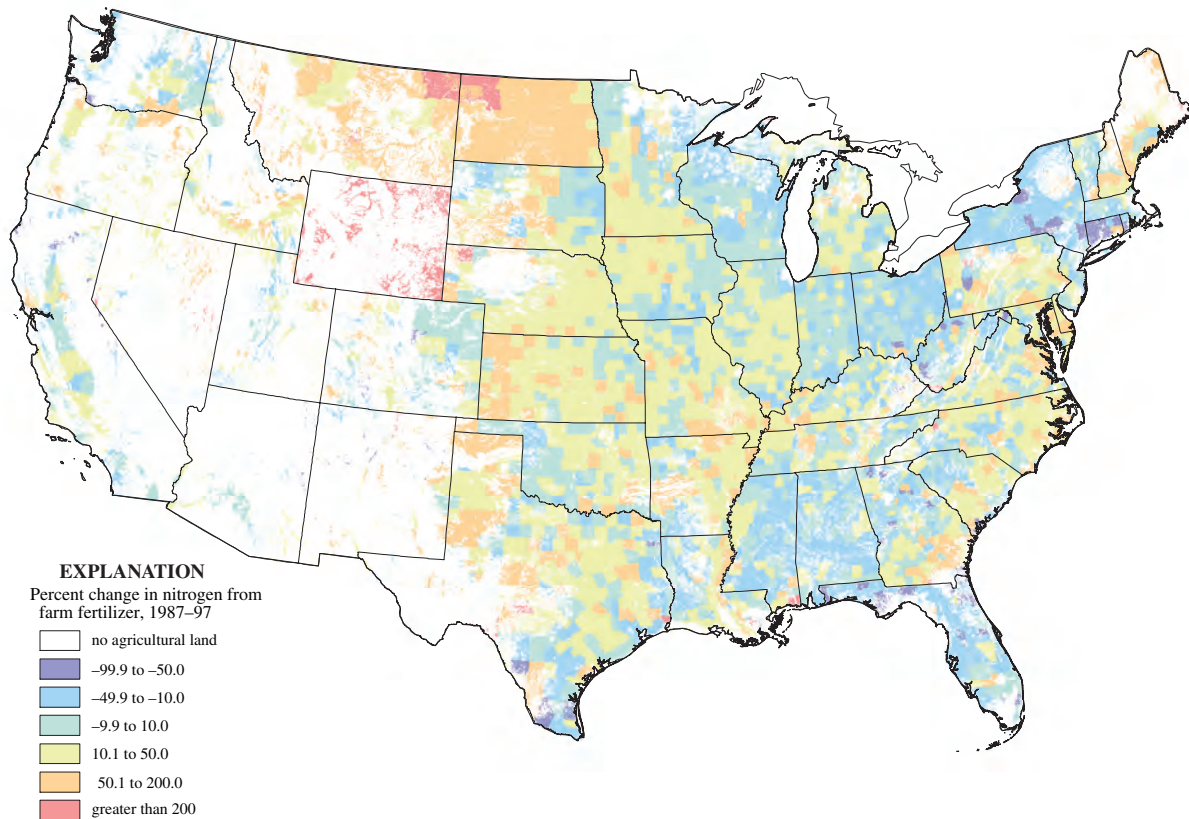 EXPLANATION
Percent change in nitrogen from
farm fertilizer, 1987–97
no agricultural land
–99.9 to –50.0
–49.9 to –10.0
–9.9 to 10.0
10.1 to 50.0
50.1 to 200.0
greater than 200